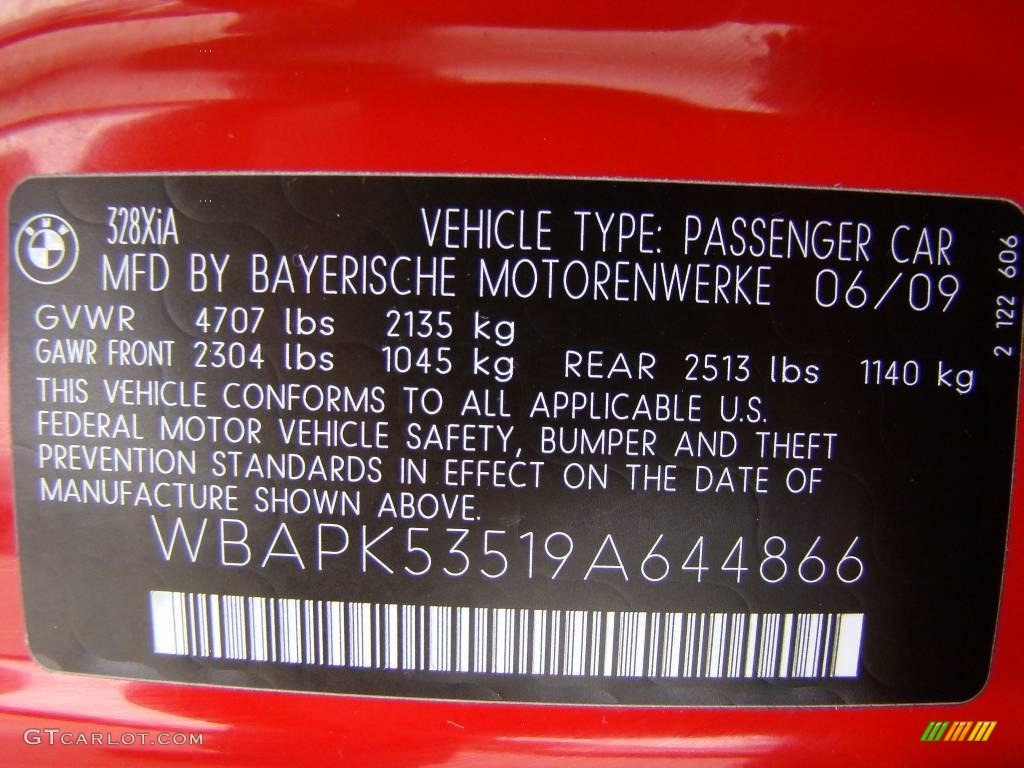 328XiA VEHICLE TYPE: PASSENGER CAR
MFD BY BAYERISCHE MOTORENWERKE 06/09
GVWR 4707 lbs 2135 kg
GAWR FRONT 2304 lbs 1045 kg REAR 2513 lbs 1140 kg
THIS VEHICLE CONFORMS TO ALL APPLICABLE U.S.
FEDERAL MOTOR VEHICLE SAFETY, BUMPER AND THEFT
PREVENTION STANDARDS IN EFFECT ON THE DATE OF
MANUFACTURE SHOWN ABOVE.
WBAPK53519A644866
2 122 606
GTCARLOT.COM